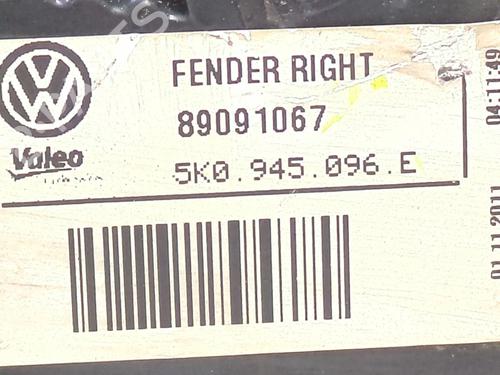 FENDER RIGHT
89091067
Valeo
5K0.945.096.E
01.11.2011
04:11:49